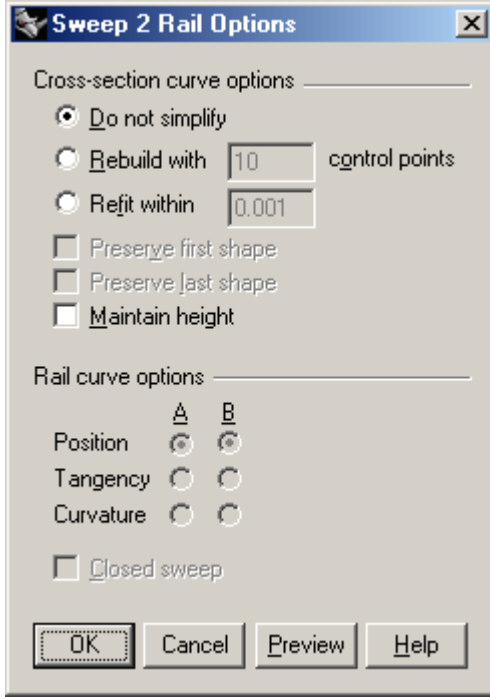 Sweep 2 Rail Options
Cross-section curve options
Do not simplify
Rebuild with 10 control points
Refit within 0.001
Preserve first shape
Preserve last shape
Maintain height
Rail curve options
A B
Position
Tangency
Curvature
Closed sweep
OK Cancel Preview Help